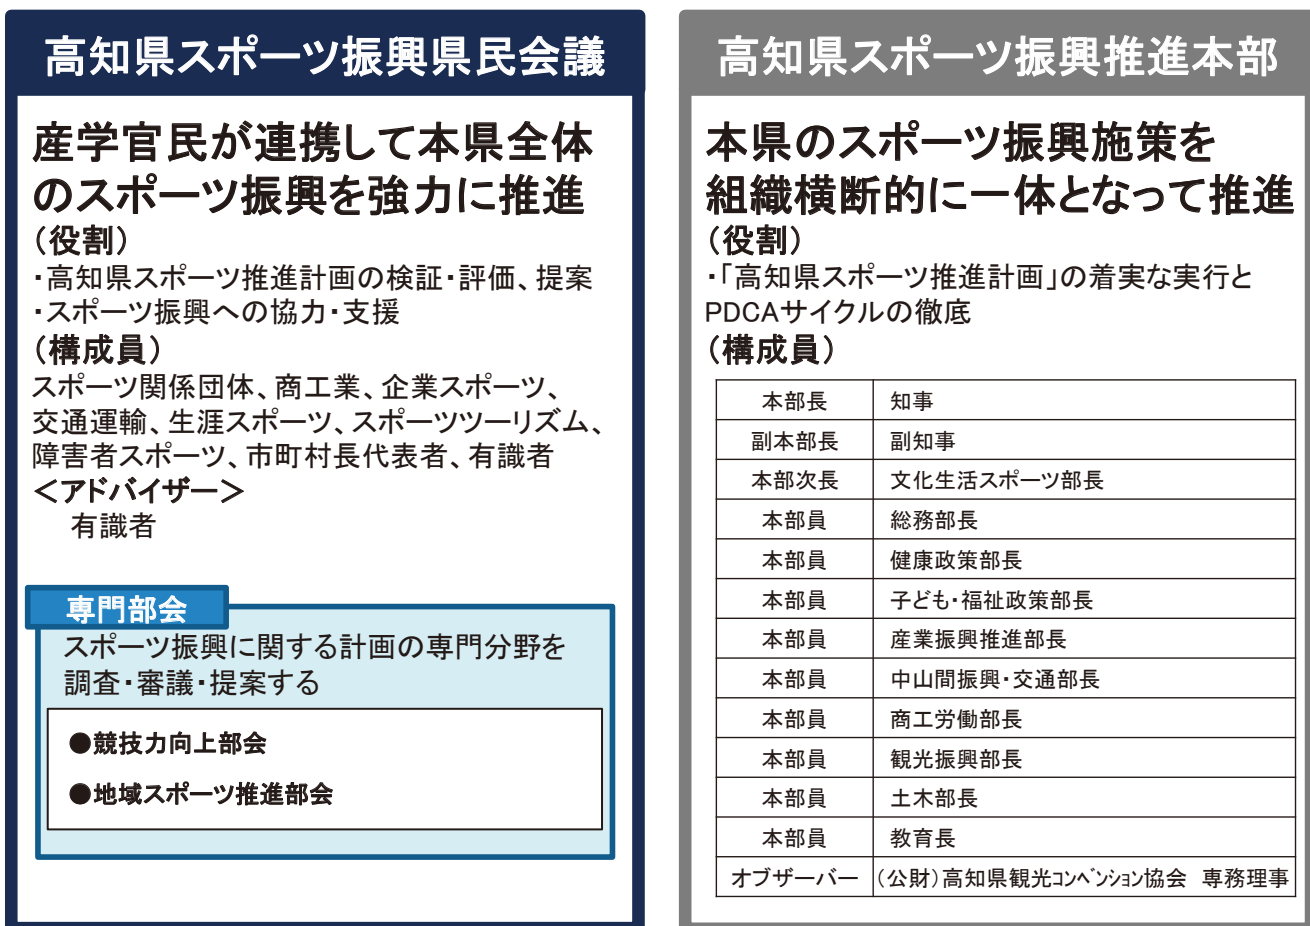 高知県スポーツ振興県民会議
産学官民が連携して本県全体
のスポーツ振興を強力に推進
（役割）
・高知県スポーツ推進計画の検証・評価、提案
・スポーツ振興への協力・支援
（構成員）
スポーツ関係団体、商工業、企業スポーツ、
交通運輸、生涯スポーツ、スポーツツーリズム、
障害者スポーツ、市町村長代表者、有識者
＜アドバイザー＞
有識者
専門部会
スポーツ振興に関する計画の専門分野を
調査・審議・提案する
●競技力向上部会
●地域スポーツ推進部会
高知県スポーツ振興推進本部
本県のスポーツ振興施策を
組織横断的に一体となって推進
（役割）
・「高知県スポーツ推進計画」の着実な実行と
PDCAサイクルの徹底
（構成員）
本部長 知事
副本部長 副知事
本部次長 文化生活スポーツ部長
本部員 総務部長
本部員 健康政策部長
本部員 子ども・福祉政策部長
本部員 産業振興推進部長
本部員 中山間振興・交通部長
本部員 商工労働部長
本部員 観光振興部長
本部員 土木部長
本部員 教育長
オブザーバー （公財）高知県観光ｺﾝﾍﾞﾝｼｮﾝ協会　専務理事